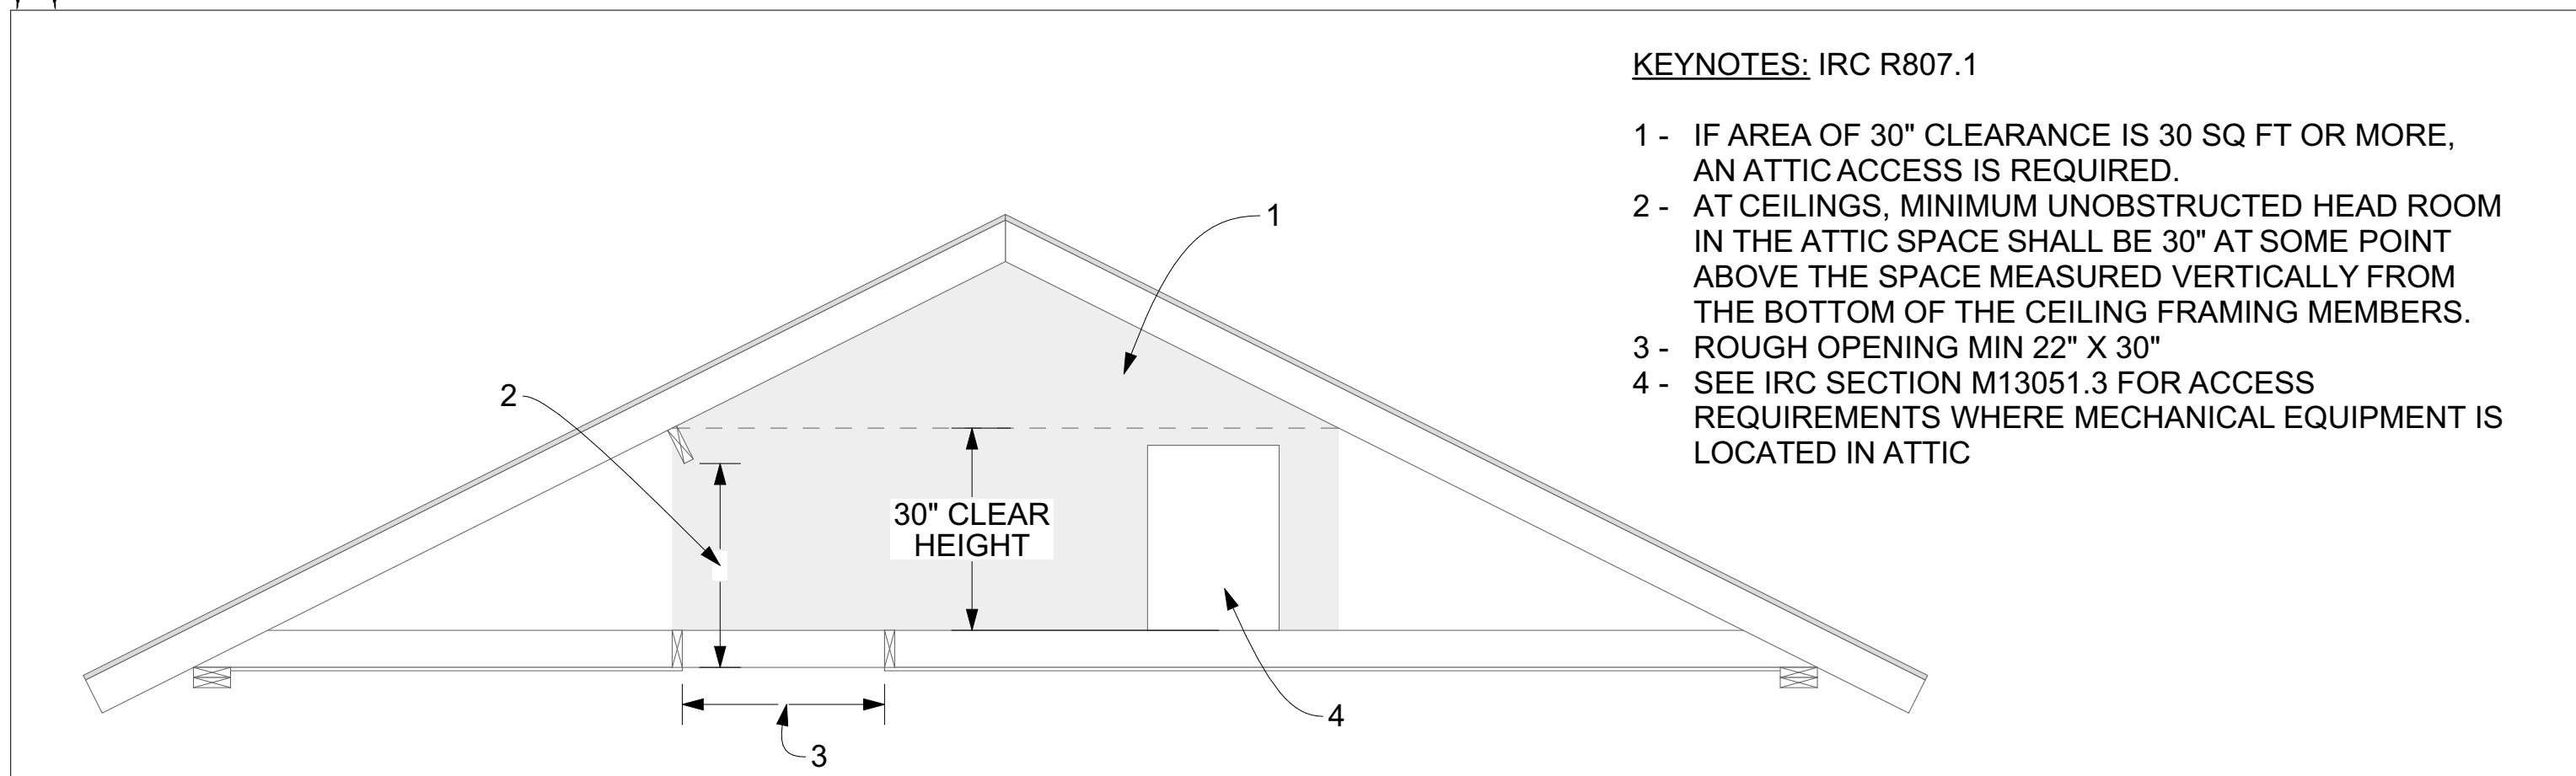 KEYNOTES: IRC R807.1
1 - IF AREA OF 30" CLEARANCE IS 30 SQ FT OR MORE,
AN ATTIC ACCESS IS REQUIRED.
2 - AT CEILINGS, MINIMUM UNOBSTRUCTED HEAD ROOM
IN THE ATTIC SPACE SHALL BE 30" AT SOME POINT
ABOVE THE SPACE MEASURED VERTICALLY FROM
THE BOTTOM OF THE CEILING FRAMING MEMBERS.
3 - ROUGH OPENING MIN 22" X 30"
4 - SEE IRC SECTION M13051.3 FOR ACCESS
REQUIREMENTS WHERE MECHANICAL EQUIPMENT IS
LOCATED IN ATTIC
1
2
30" CLEAR
HEIGHT
4
3